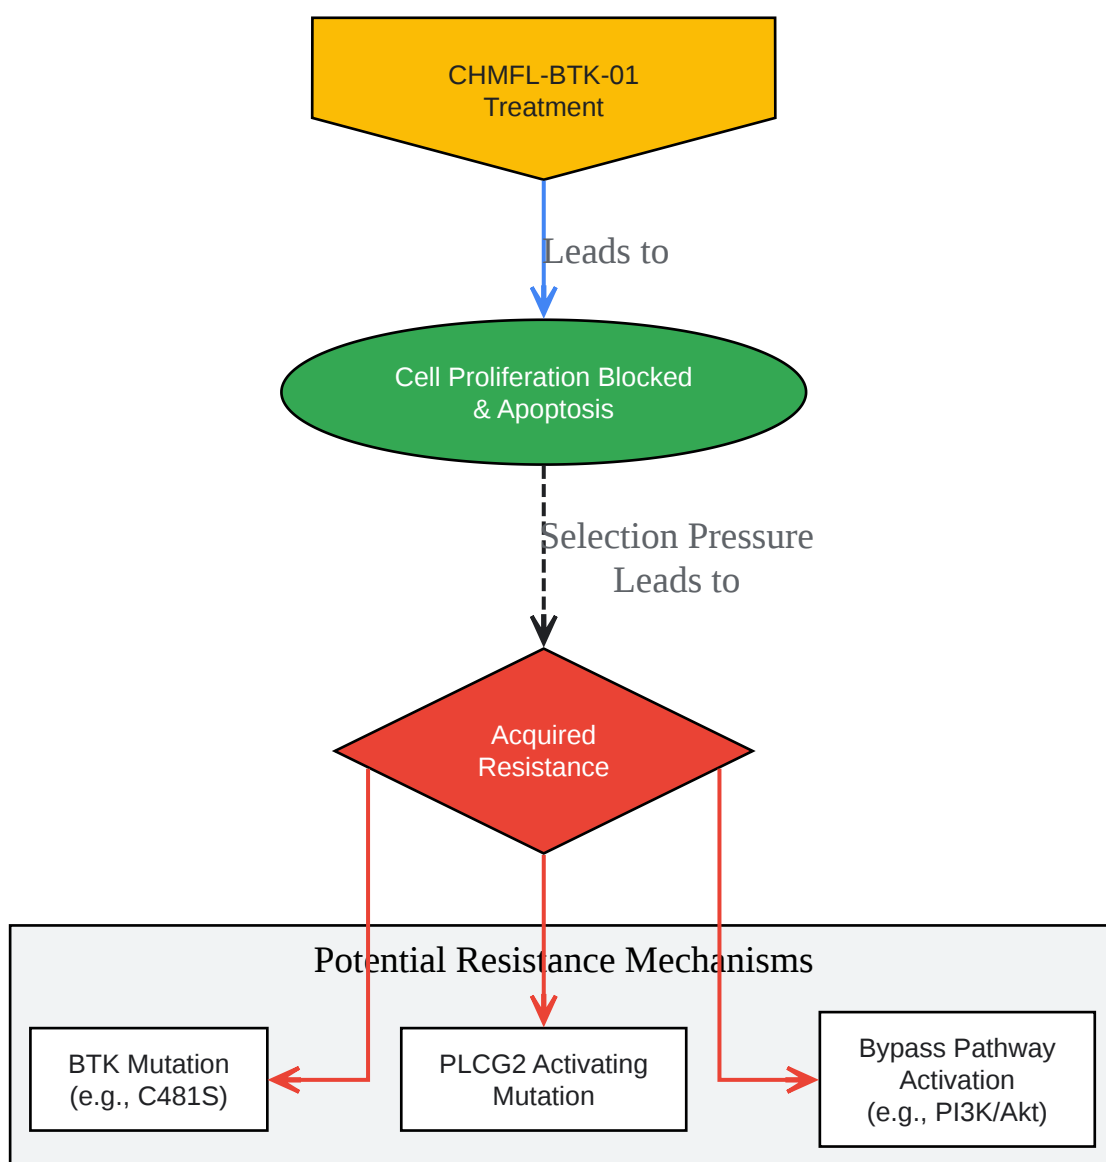 CHMFL-BTK-01
Treatment
Leads to
Cell Proliferation Blocked
& Apoptosis
Selection Pressure
Leads to
Acquired
Resistance
Potential Resistance Mechanisms
BTK Mutation
(e.g., C481S)
PLCG2 Activating
Mutation
Bypass Pathway
Activation
(e.g., PI3K/Akt)